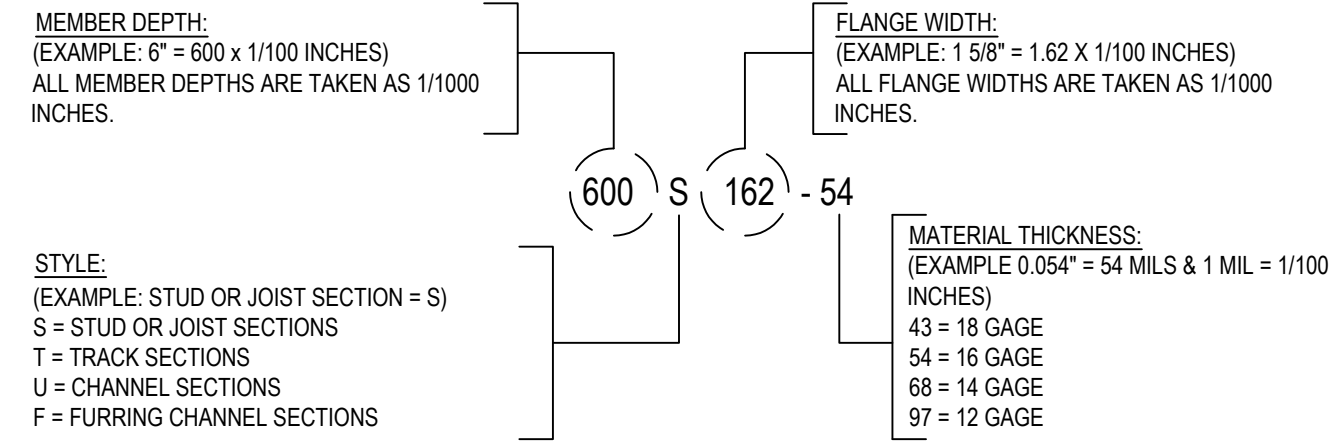 MEMBER DEPTH:
(EXAMPLE: 6" = 600 x 1/100 INCHES)
ALL MEMBER DEPTHS ARE TAKEN AS 1/1000
INCHES.
FLANGE WIDTH:
(EXAMPLE: 1 5/8" = 1.62 X 1/100 INCHES)
ALL FLANGE WIDTHS ARE TAKEN AS 1/1000
INCHES.
600 S 162 - 54
STYLE:
(EXAMPLE: STUD OR JOIST SECTION = S)
S = STUD OR JOIST SECTIONS
T = TRACK SECTIONS
U = CHANNEL SECTIONS
F = FURRING CHANNEL SECTIONS
MATERIAL THICKNESS:
(EXAMPLE 0.054" = 54 MILS & 1 MIL = 1/100
INCHES)
43 = 18 GAGE
54 = 16 GAGE
68 = 14 GAGE
97 = 12 GAGE